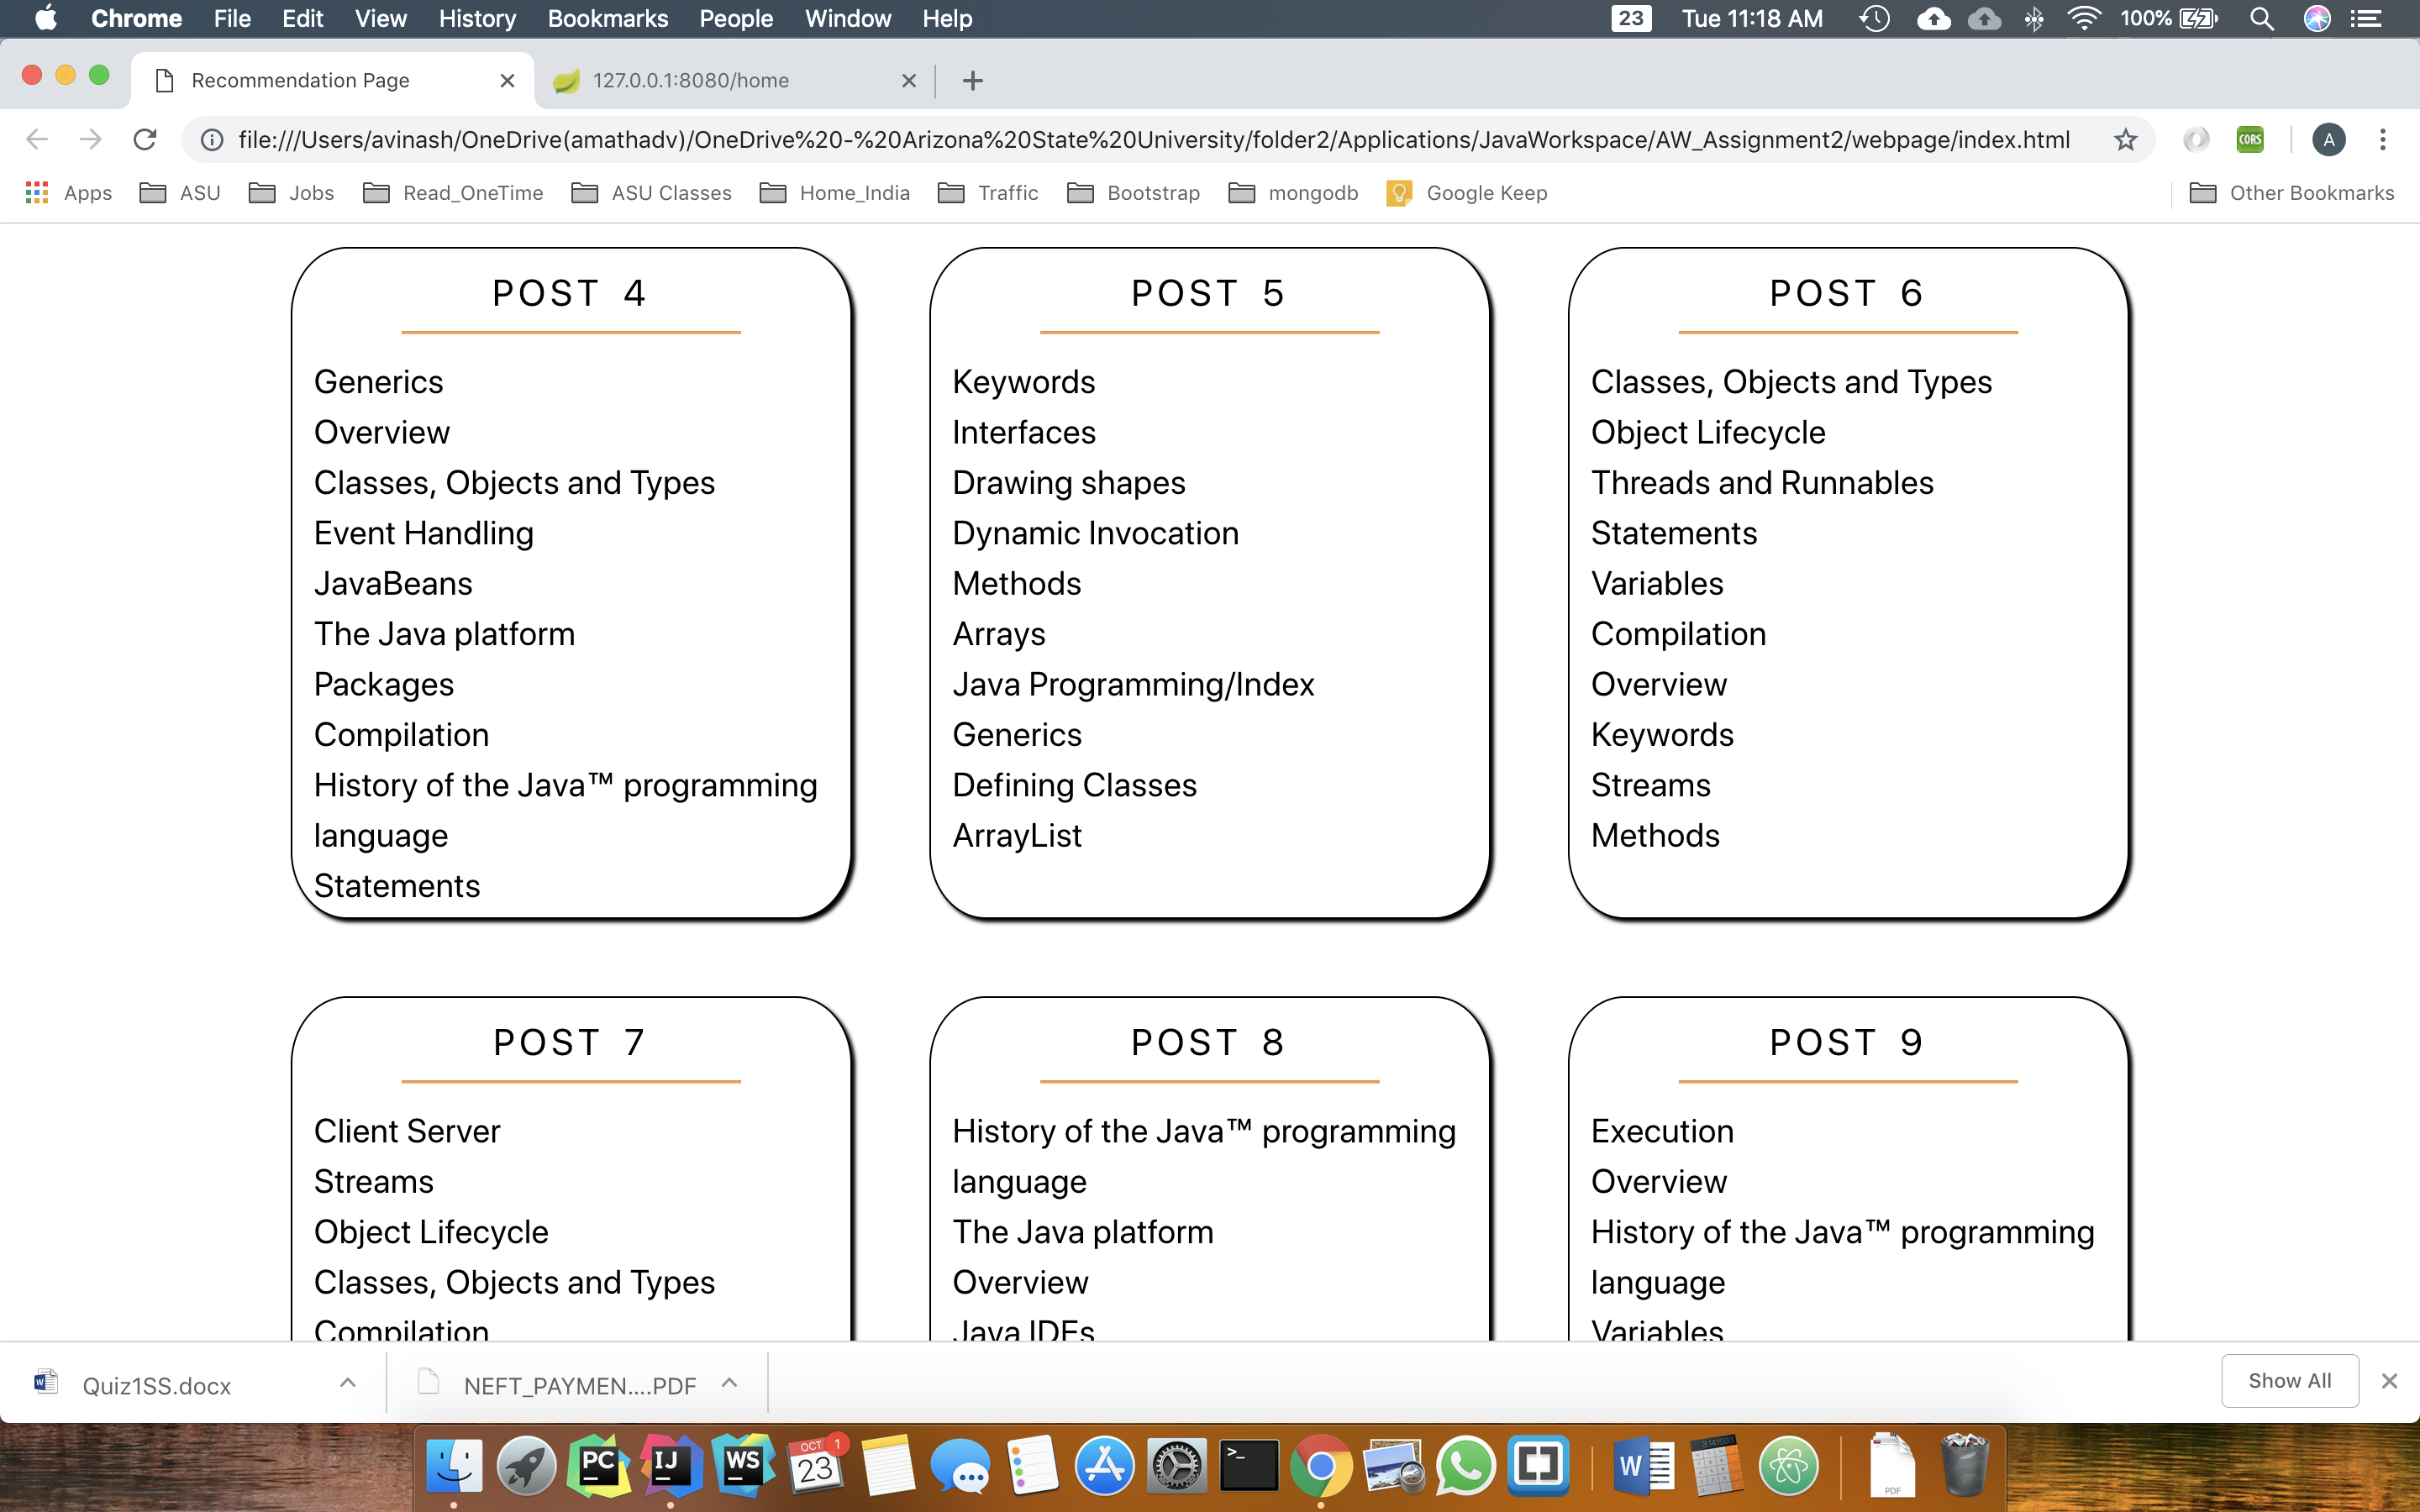 Chrome File Edit View History Bookmarks People Window Help 23 Tue 11:18 AM 100%
Recommendation Page 127.0.0.1:8080/home
file:///Users/avinash/OneDrive(amathadv)/OneDrive%20-%20Arizona%20State%20University/folder2/Applications/JavaWorkspace/AW_Assignment2/webpage/index.html CORS A
Apps ASU Jobs Read_OneTime ASU Classes Home_India Traffic Bootstrap mongodb Google Keep Other Bookmarks
POST 4
Generics
Overview
Classes, Objects and Types
Event Handling
JavaBeans
The Java platform
Packages
Compilation
History of the Java™ programming
language
Statements
POST 5
Keywords
Interfaces
Drawing shapes
Dynamic Invocation
Methods
Arrays
Java Programming/Index
Generics
Defining Classes
ArrayList
POST 6
Classes, Objects and Types
Object Lifecycle
Threads and Runnables
Statements
Variables
Compilation
Overview
Keywords
Streams
Methods
POST 7
Client Server
Streams
Object Lifecycle
Classes, Objects and Types
Compilation
POST 8
History of the Java™ programming
language
The Java platform
Overview
Java IDEs
POST 9
Execution
Overview
History of the Java™ programming
language
Variables
Quiz1SS.docx NEFT_PAYMEN....PDF Show All
PC IJ WS OCT 23 1 >_ W 3.141593 PDF